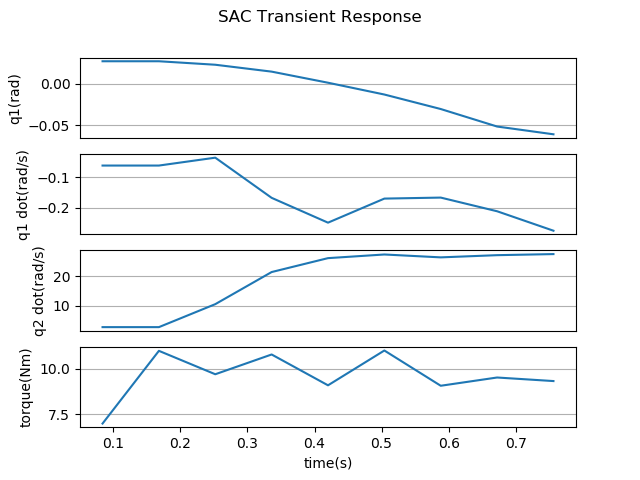 SAC Transient Response
q1(rad)
0.00
−0.05
q1 dot(rad/s)
−0.1
−0.2
q2 dot(rad/s)
20
10
torque(Nm)
10.0
7.5
0.1 0.2 0.3 0.4 0.5 0.6 0.7
time(s)